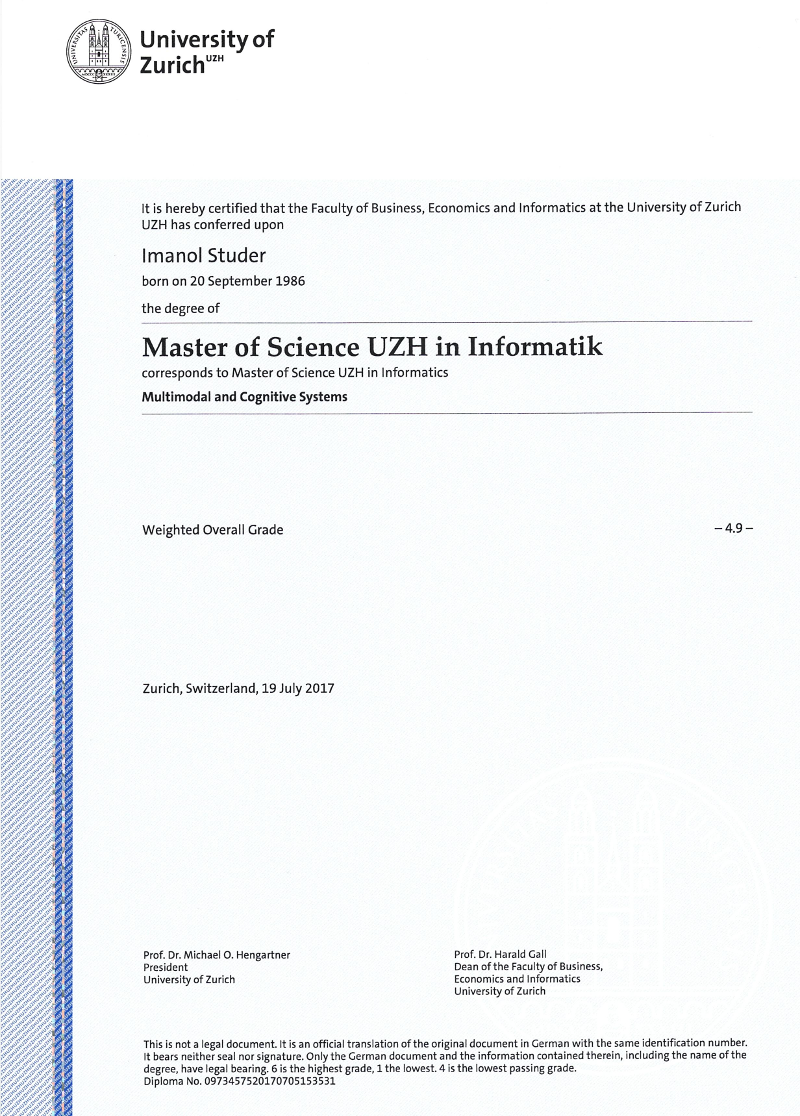 UNIVERSITAS TURICENSIS
University of
Zurich UZH
It is hereby certified that the Faculty of Business, Economics and Informatics at the University of Zurich
UZH has conferred upon
Imanol Studer
born on 20 September 1986
the degree of
Master of Science UZH in Informatik
corresponds to Master of Science UZH in Informatics
Multimodal and Cognitive Systems
Weighted Overall Grade – 4.9 –
Zurich, Switzerland, 19 July 2017
Prof. Dr. Michael O. Hengartner
President
University of Zurich
Prof. Dr. Harald Gall
Dean of the Faculty of Business,
Economics and Informatics
University of Zurich
This is not a legal document. It is an official translation of the original document in German with the same identification number.
It bears neither seal nor signature. Only the German document and the information contained therein, including the name of the
degree, have legal bearing. 6 is the highest grade, 1 the lowest. 4 is the lowest passing grade.
Diploma No. 0973457520170705153531